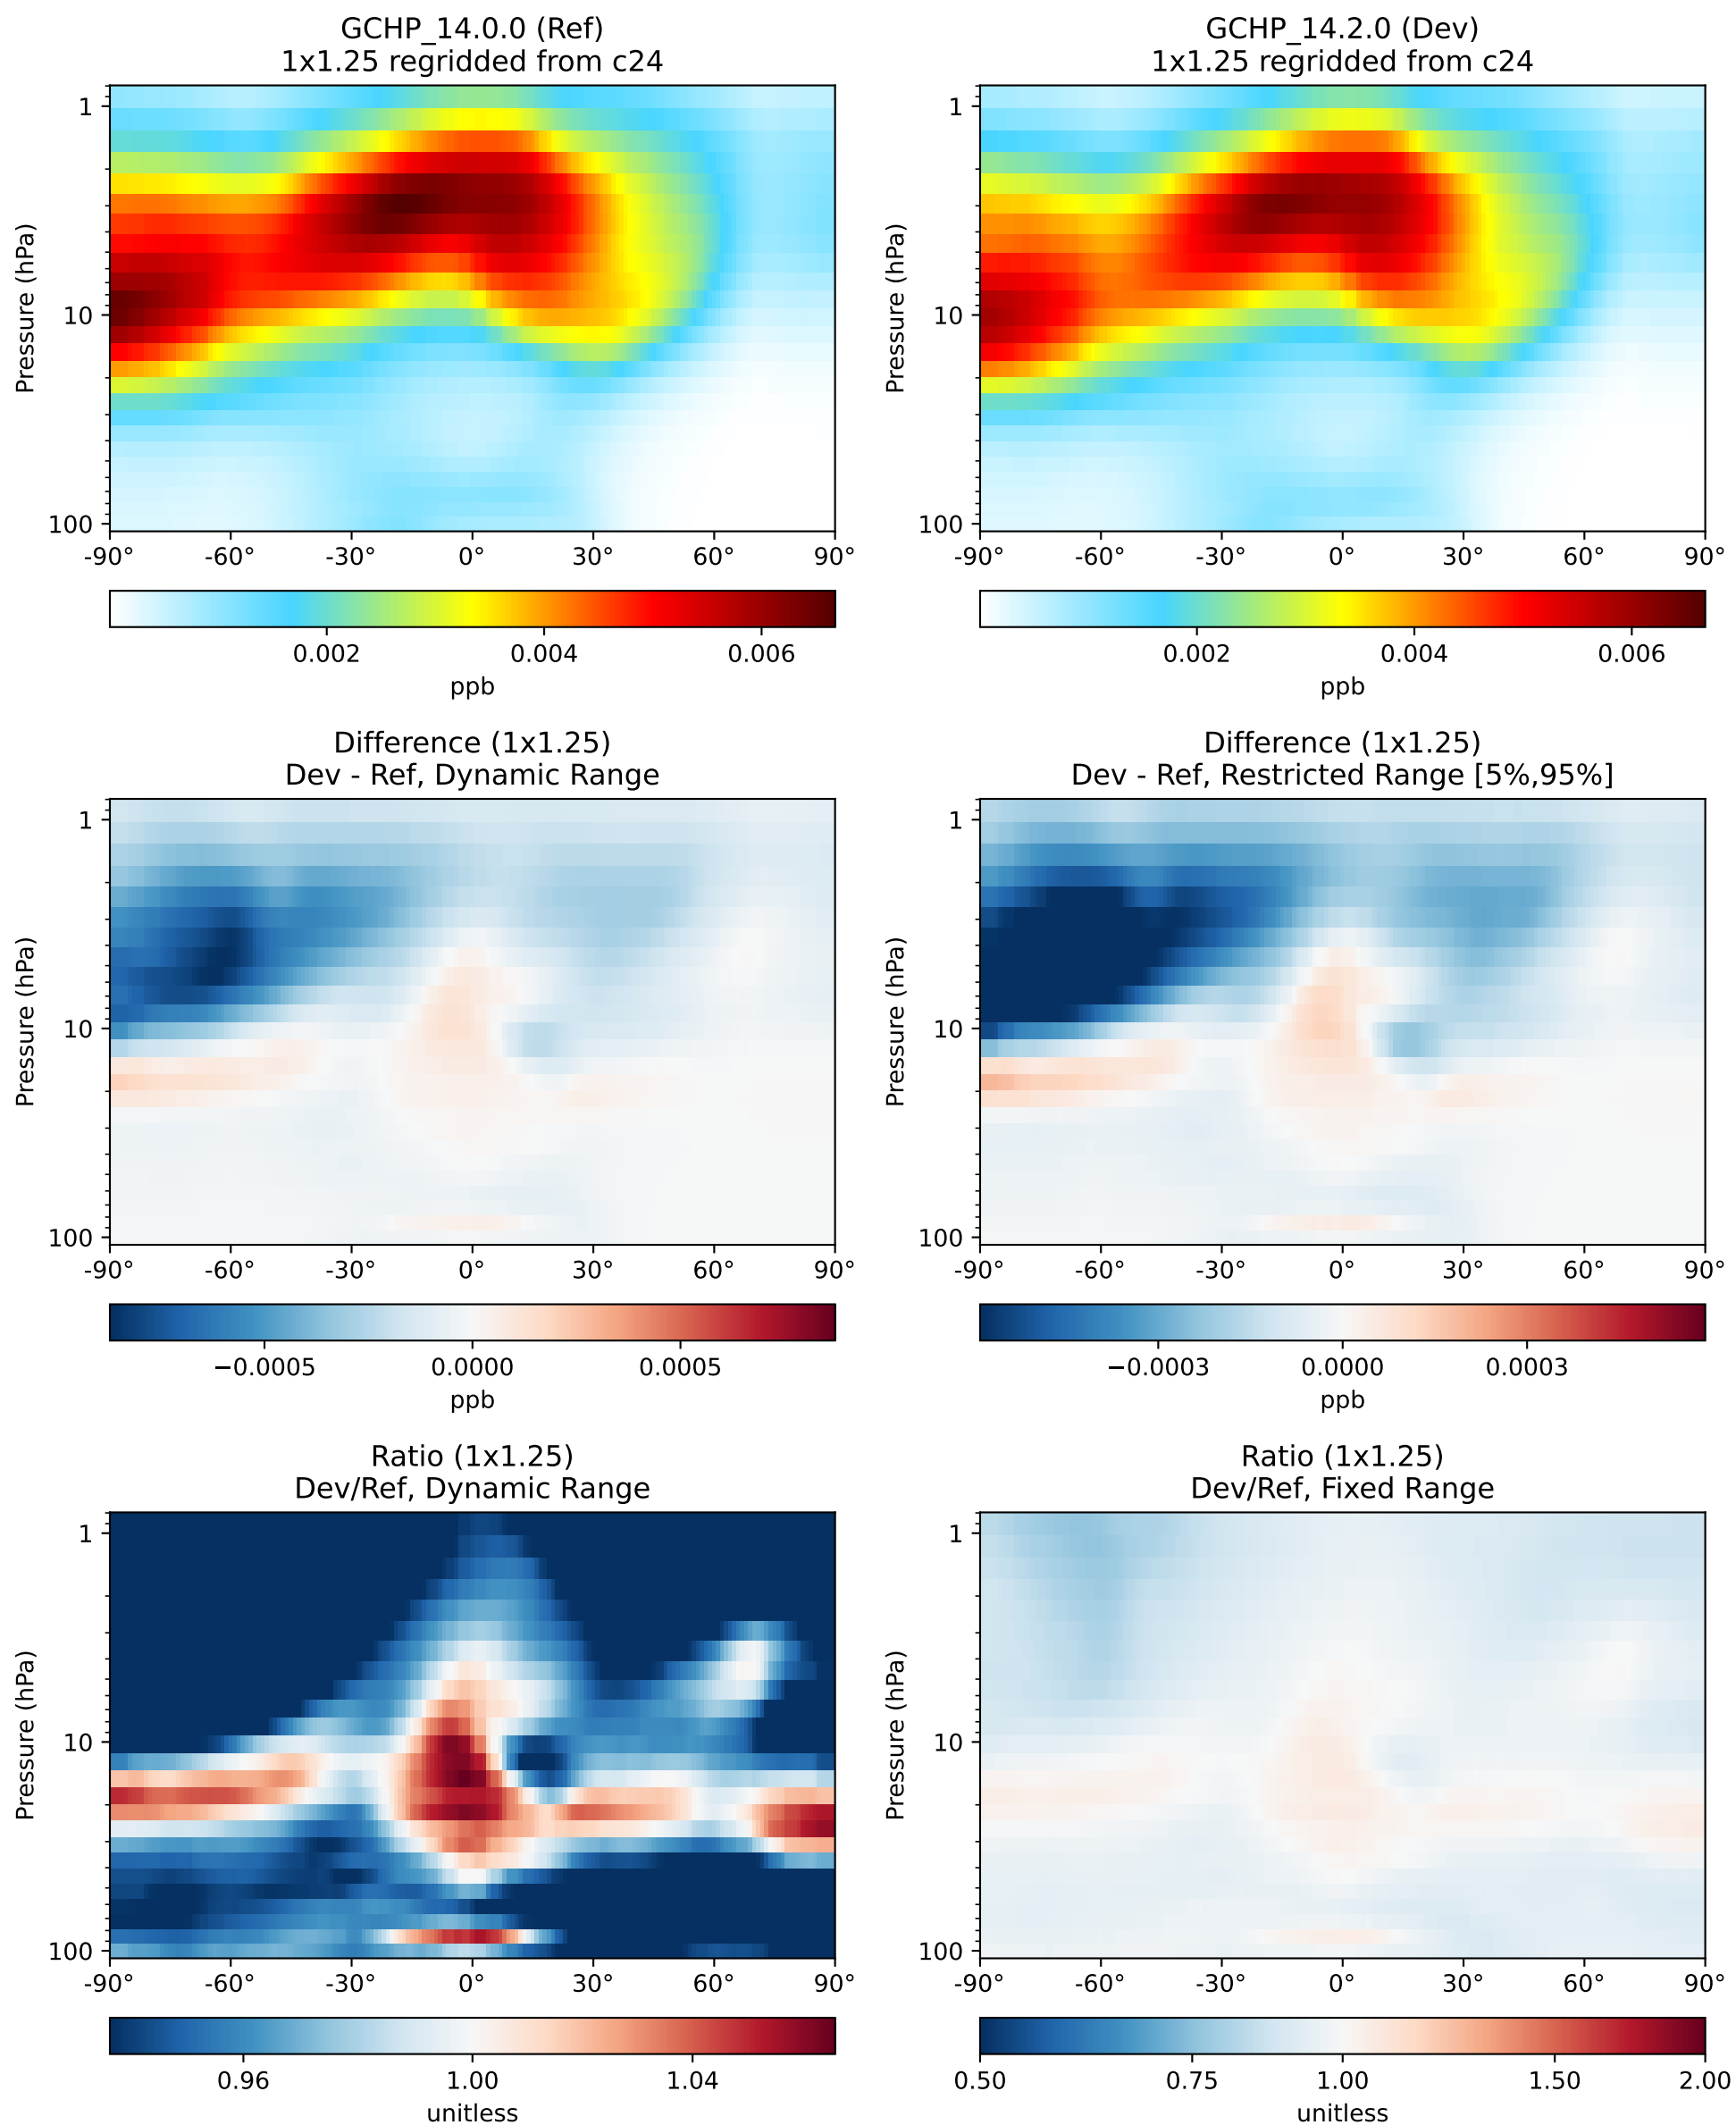 GCHP_14.0.0 (Ref)
1x1.25 regridded from c24
Pressure (hPa)
1
10
100
-90° -60° -30° 0° 30° 60° 90°
0.002 0.004 0.006
ppb
GCHP_14.2.0 (Dev)
1x1.25 regridded from c24
Pressure (hPa)
1
10
100
-90° -60° -30° 0° 30° 60° 90°
0.002 0.004 0.006
ppb
Difference (1x1.25)
Dev - Ref, Dynamic Range
Pressure (hPa)
1
10
100
-90° -60° -30° 0° 30° 60° 90°
−0.0005 0.0000 0.0005
ppb
Difference (1x1.25)
Dev - Ref, Restricted Range [5%,95%]
Pressure (hPa)
1
10
100
-90° -60° -30° 0° 30° 60° 90°
−0.0003 0.0000 0.0003
ppb
Ratio (1x1.25)
Dev/Ref, Dynamic Range
Pressure (hPa)
1
10
100
-90° -60° -30° 0° 30° 60° 90°
0.96 1.00 1.04
unitless
Ratio (1x1.25)
Dev/Ref, Fixed Range
Pressure (hPa)
1
10
100
-90° -60° -30° 0° 30° 60° 90°
0.50 0.75 1.00 1.50 2.00
unitless